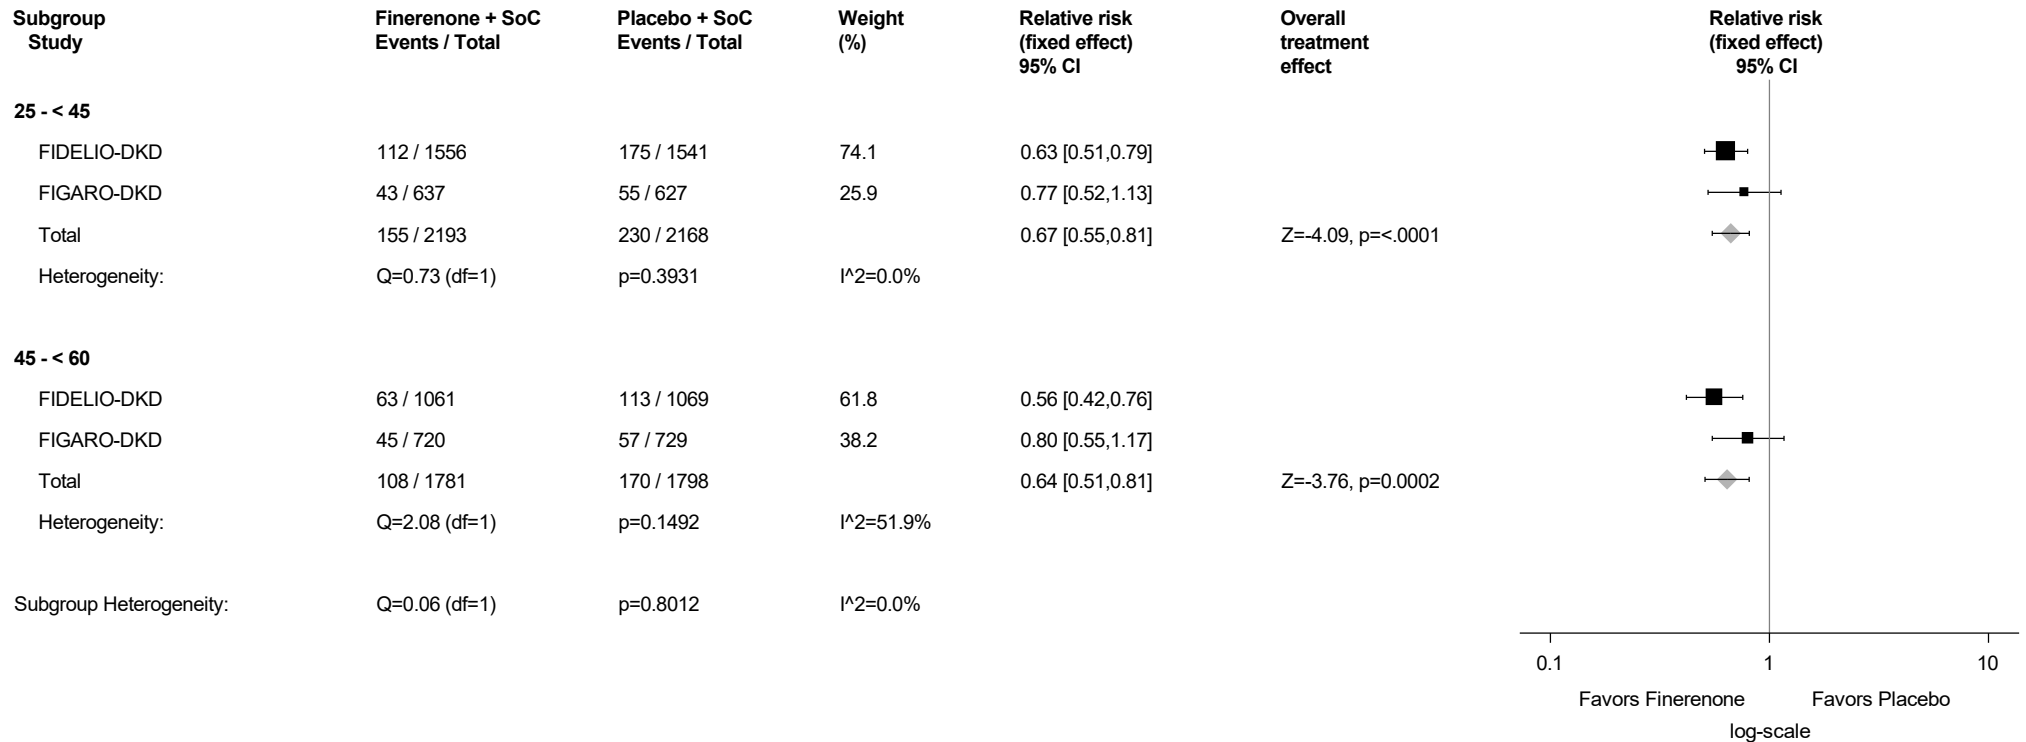 Subgroup Finerenone + SoC Placebo + SoC Weight Relative risk Overall Relative risk
Study Events / Total Events / Total (%) (fixed effect) treatment (fixed effect)
95% CI effect 95% CI
25 - < 45
FIDELIO-DKD 112 / 1556 175 / 1541 74.1 0.63 [0.51,0.79]
FIGARO-DKD 43 / 637 55 / 627 25.9 0.77 [0.52,1.13]
Total 155 / 2193 230 / 2168 0.67 [0.55,0.81] Z=-4.09, p=<.0001
Heterogeneity: Q=0.73 (df=1) p=0.3931 I^2=0.0%
45 - < 60
FIDELIO-DKD 63 / 1061 113 / 1069 61.8 0.56 [0.42,0.76]
FIGARO-DKD 45 / 720 57 / 729 38.2 0.80 [0.55,1.17]
Total 108 / 1781 170 / 1798 0.64 [0.51,0.81] Z=-3.76, p=0.0002
Heterogeneity: Q=2.08 (df=1) p=0.1492 I^2=51.9%
Subgroup Heterogeneity: Q=0.06 (df=1) p=0.8012 I^2=0.0%
0.1 1 10
Favors Finerenone Favors Placebo
log-scale